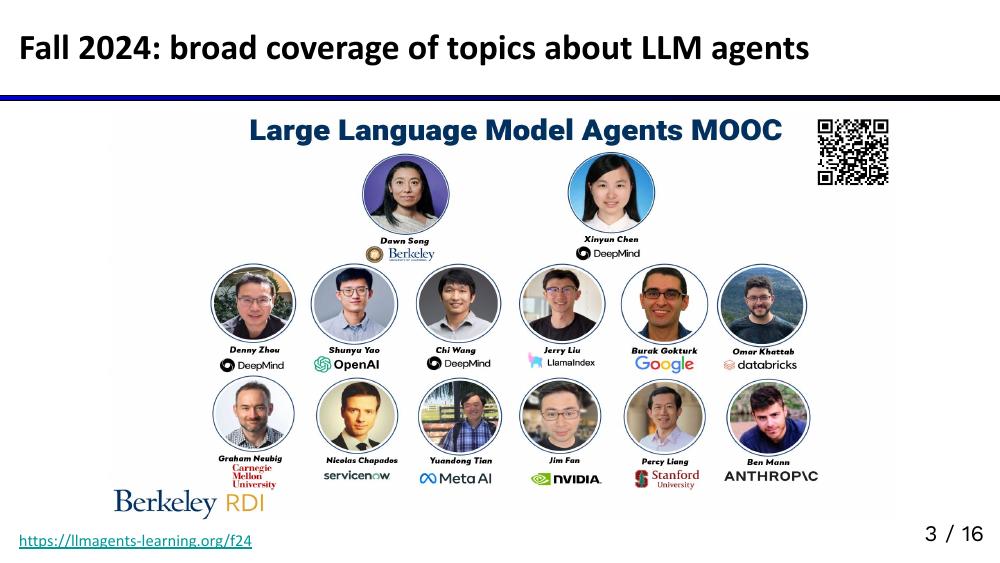 Fall 2024: broad coverage of topics about LLM agents
Large Language Model Agents MOOC
Dawn Song
Xinyun Chen
Berkeley
DeepMind
Denny Zhou
Shunyu Yao
Chi Wang
Jerry Liu
Burak Gokturk
Omar Khattab
DeepMind
OpenAI
DeepMind
LlamaIndex
Google
databricks
Graham Neubig
Nicolas Chapados
Yuandong Tian
Jim Fan
Percy Liang
Ben Mann
Carnegie
Mellon
University
servicenow
Meta AI
NVIDIA
Stanford
University
ANTHROP\C
Berkeley RDI
https://llmagents-learning.org/f24
3 / 16